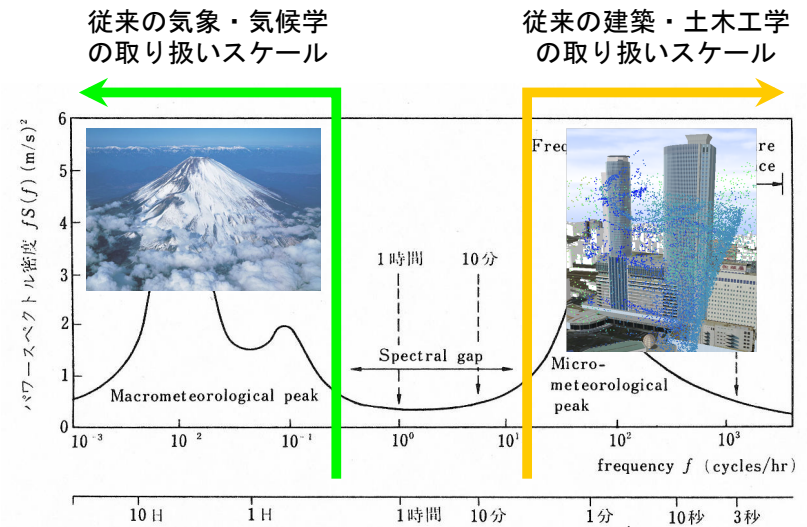 従来の気象・気候学
の取り扱いスケール
従来の建築・土木工学
の取り扱いスケール
パワースペクトル密度 fS(f) (m/s)²
6
5
4
3
2
1
0
1時間
10分
Spectral gap
Macrometeorological peak
Micro-
meteorological
peak
10⁻³
10 ²
10⁻¹
10⁰
10¹
10²
10³
frequency f (cycles/hr)
10日
1日
1時間
10分
1分
10秒
3秒